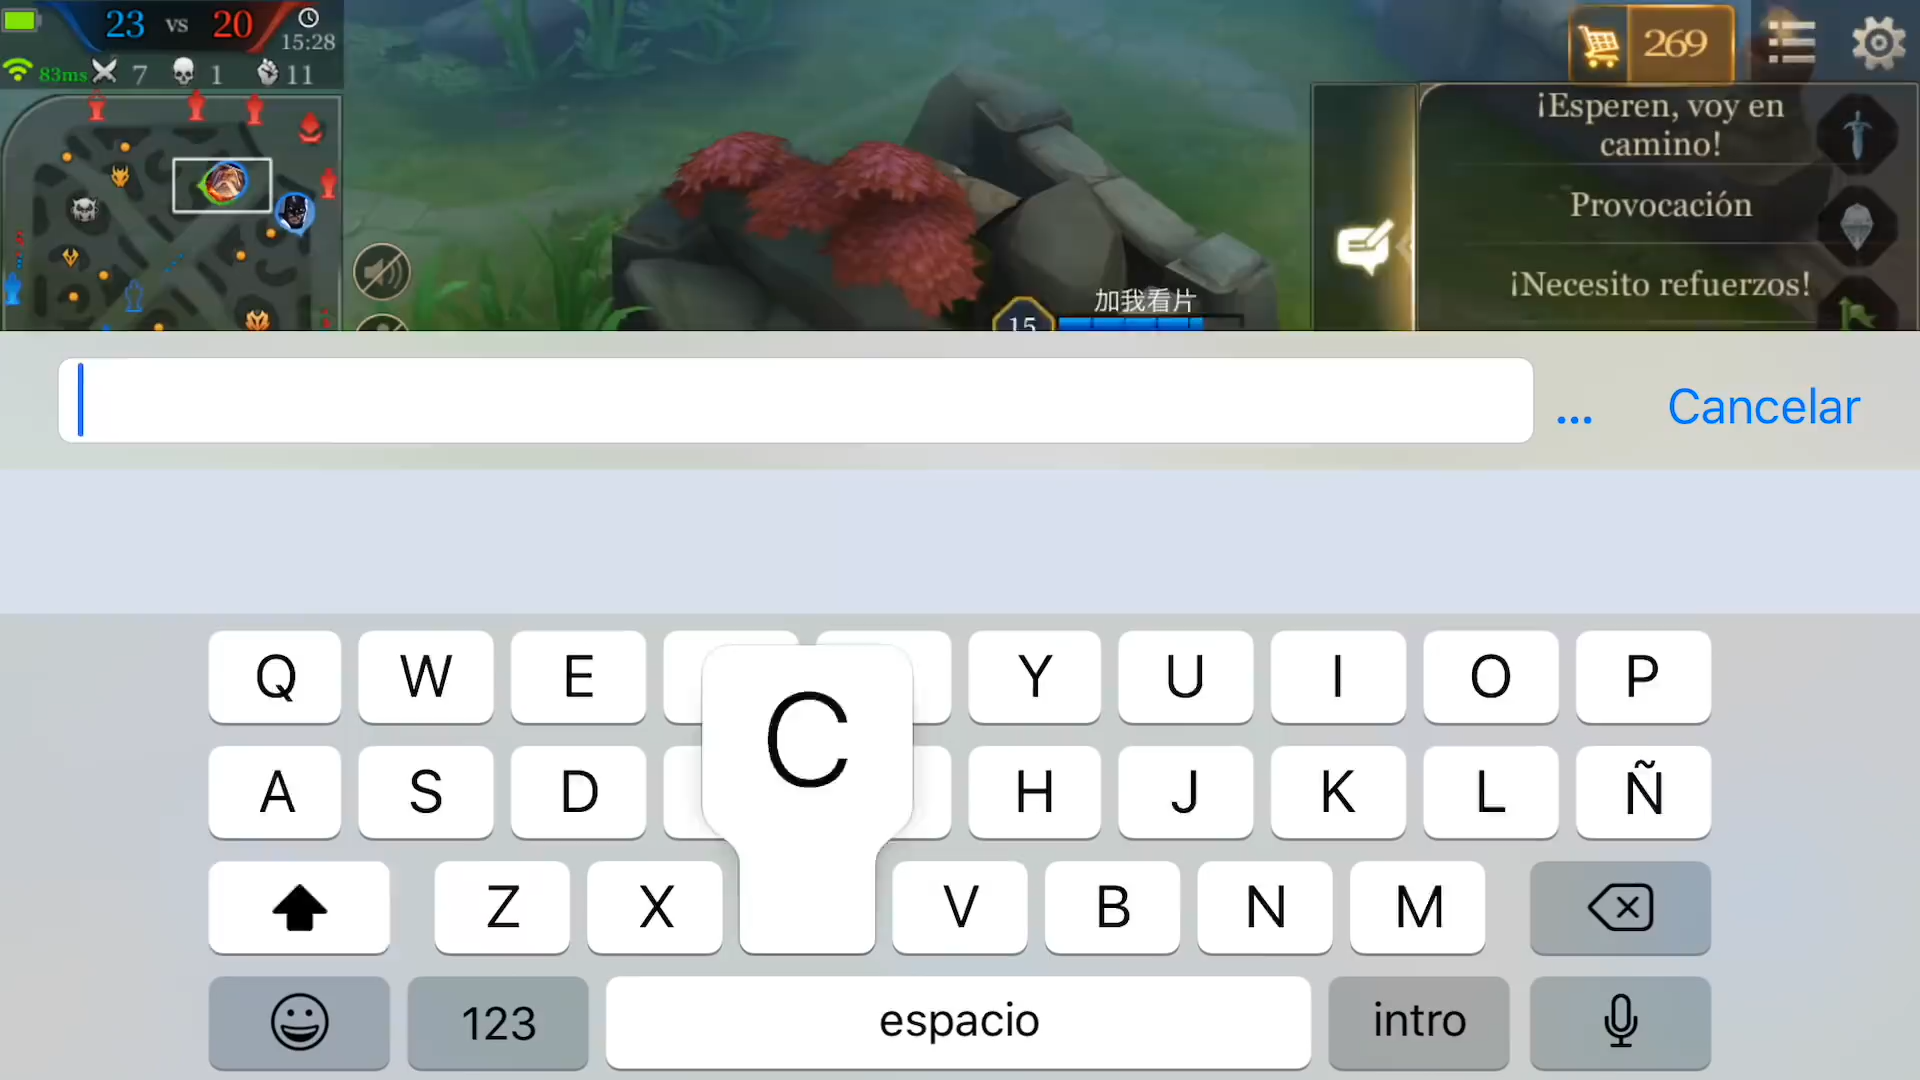 23 vs 20
15:28
83ms 7 1 11
269
¡Esperen, voy en
camino!
Provocación
¡Necesito refuerzos!
加我看片
15
... Cancelar
Q W E Y U I O P
C
A S D H J K L Ñ
Z X V B N M
123 espacio intro